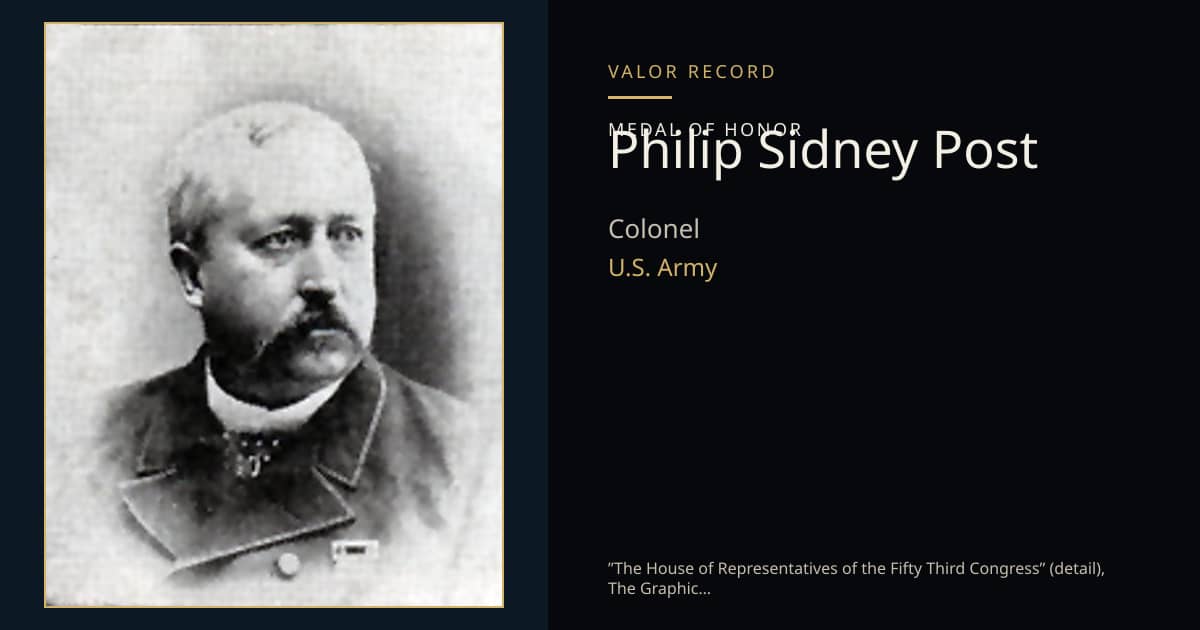 VALOR RECORD
MEDAL OF HONOR
Philip Sidney Post
Colonel
U.S. Army
”The House of Representatives of the Fifty Third Congress” (detail),
The Graphic...